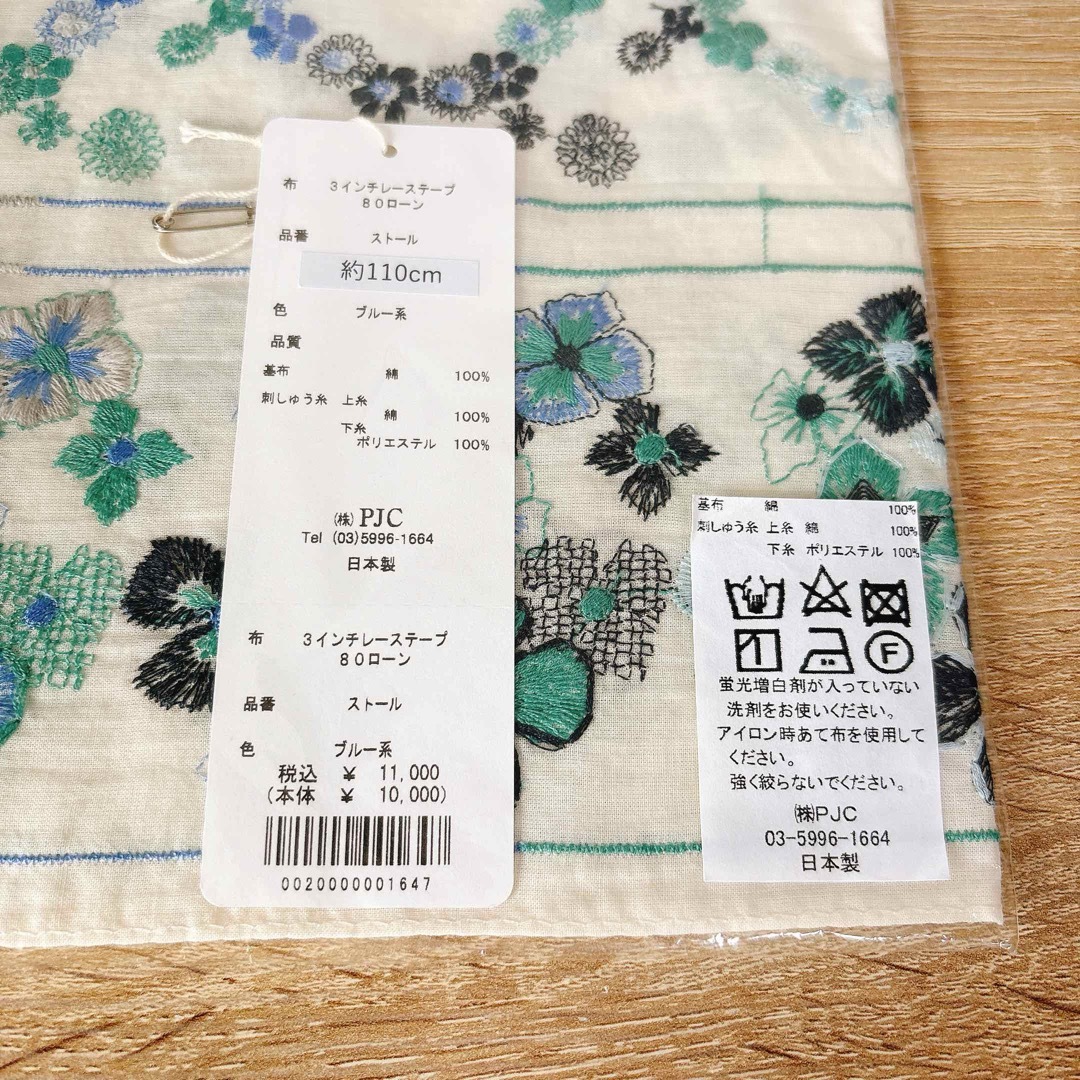 布 3インチレーステープ
80ローン
品番 ストール
約110cm
色 ブルー系
品質
基布 綿 100%
刺しゅう糸 上糸 綿 100%
下糸 ポリエステル 100%
㈱ PJC
Tel (03)5996-1664
日本製
布 3インチレーステープ
80ローン
品番 ストール
色 ブルー系
税込 ¥ 11,000
(本体 ¥ 10,000)
0020000001647
基布 綿 100%
刺しゅう糸 上糸 綿 100%
下糸 ポリエステル 100%
F
蛍光増白剤が入っていない
洗剤をお使いください。
アイロン時あて布を使用して
ください。
強く絞らないでください。
㈱PJC
03-5996-1664
日本製